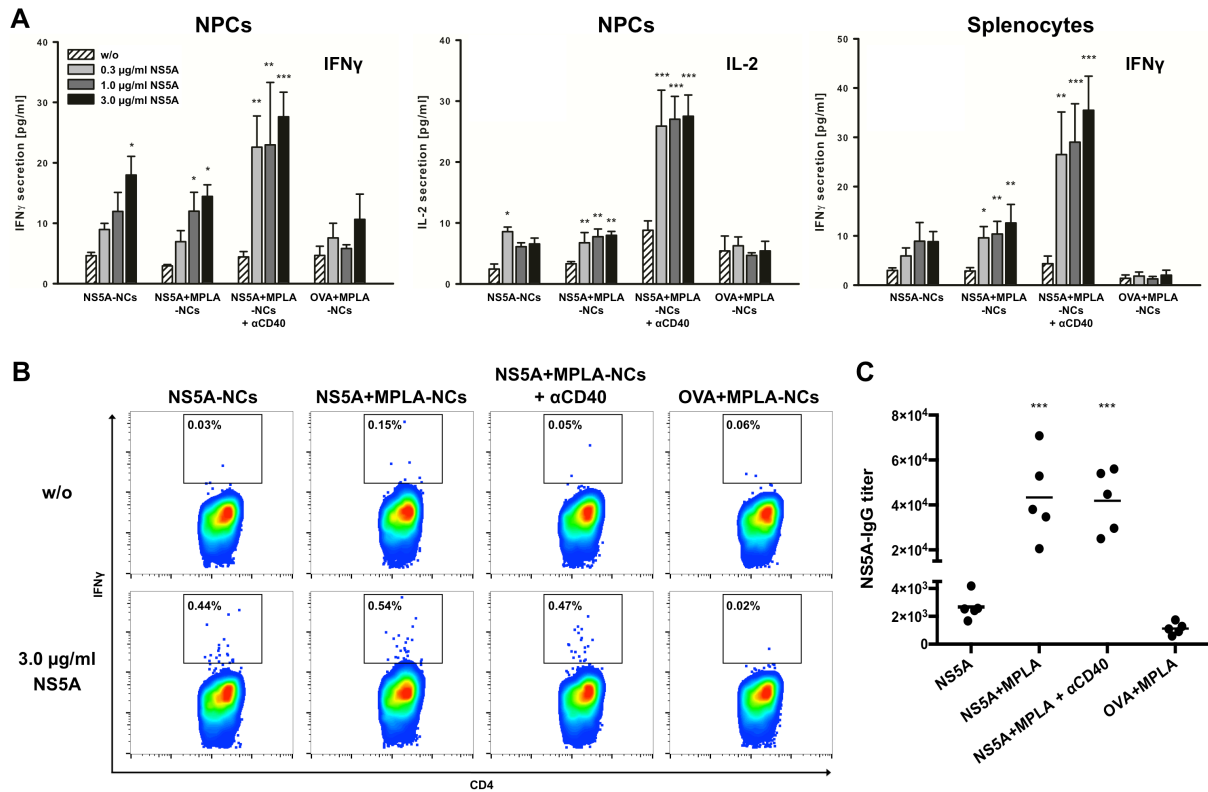 A
NPCs
IFNγ
w/o
0.3 µg/ml NS5A
1.0 µg/ml NS5A
3.0 µg/ml NS5A
IFNγ secretion [pg/ml]
40
30
20
10
0
*
*
*
**
**
***
NS5A-NCs
NS5A+MPLA
-NCs
NS5A+MPLA
-NCs
+ αCD40
OVA+MPLA
-NCs
NPCs
IL-2
IL-2 secretion [pg/ml]
40
30
20
10
0
*
**
**
**
***
***
***
NS5A-NCs
NS5A+MPLA
-NCs
NS5A+MPLA
-NCs
+ αCD40
OVA+MPLA
-NCs
Splenocytes
IFNγ
IFNγ secretion [pg/ml]
50
40
30
20
10
0
*
**
**
**
***
***
NS5A-NCs
NS5A+MPLA
-NCs
NS5A+MPLA
-NCs
+ αCD40
OVA+MPLA
-NCs
B
NS5A-NCs
NS5A+MPLA-NCs
NS5A+MPLA-NCs
+ αCD40
OVA+MPLA-NCs
w/o
0.03%
0.15%
0.05%
0.06%
3.0 µg/ml
NS5A
0.44%
0.54%
0.47%
0.02%
IFNγ
CD4
C
NS5A-IgG titer
8×10⁴
6×10⁴
4×10⁴
2×10⁴
4×10³
2×10³
0
***
***
NS5A
NS5A+MPLA
NS5A+MPLA + αCD40
OVA+MPLA